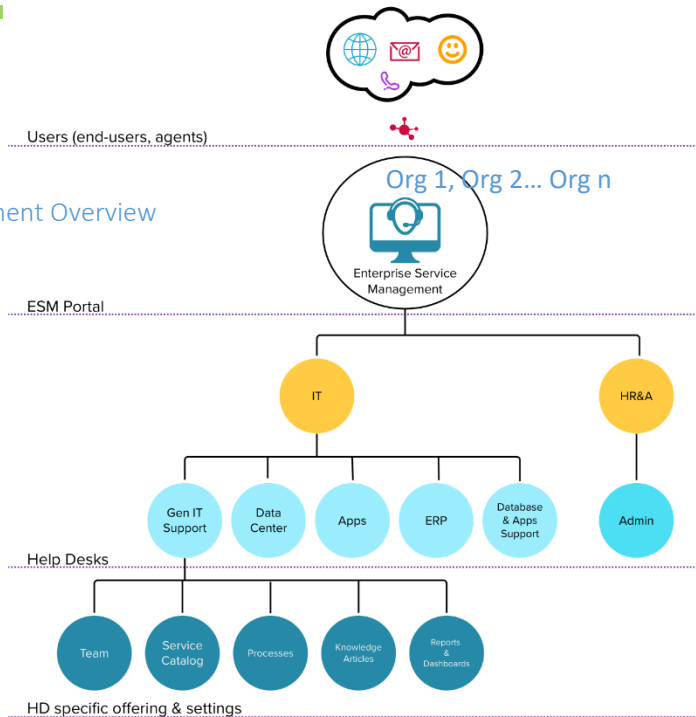 @
Users (end-users, agents)
Org 1, Org 2... Org n
ment Overview
Enterprise Service
Management
ESM Portal
IT
HR&A
Gen IT
Support
Data
Center
Apps
ERP
Database
& Apps
Support
Admin
Help Desks
Team
Service
Catalog
Processes
Knowledge
Articles
Reports
&
Dashboards
HD specific offering & settings